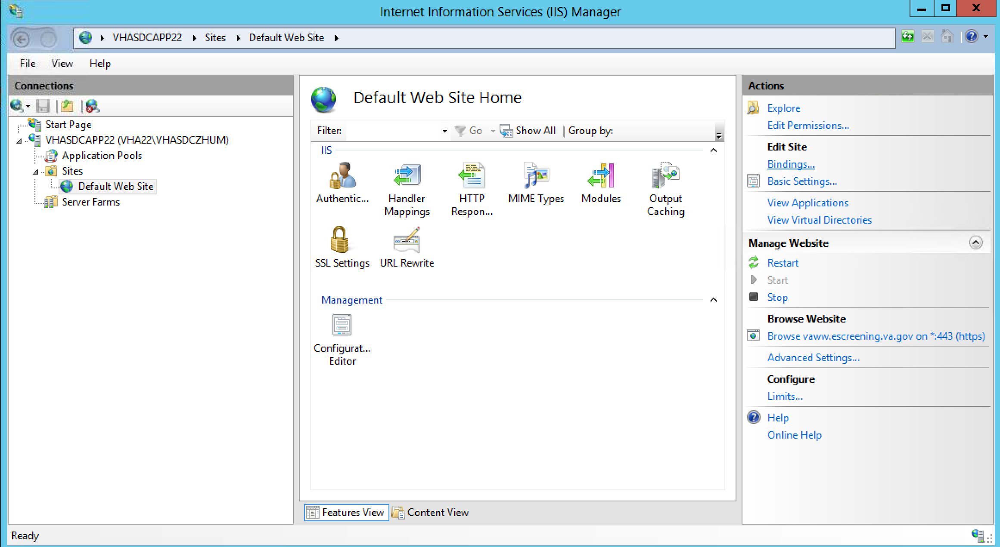 Internet Information Services (IIS) Manager
VHASDCAPP22 Sites Default Web Site
File View Help
Connections
Start Page
VHASDCAPP22 (VHA22\VHASDCZHUM)
Application Pools
Sites
Default Web Site
Server Farms
Default Web Site Home
Filter: Go Show All Group by:
IIS
Authentic...
Handler Mappings
HTTP Respon...
MIME Types
Modules
Output Caching
SSL Settings
URL Rewrite
Management
Configurat... Editor
Features View
Content View
Actions
Explore
Edit Permissions...
Edit Site
Bindings...
Basic Settings...
View Applications
View Virtual Directories
Manage Website
Restart
Start
Stop
Browse Website
Browse vaww.escreening.va.gov on *:443 (https)
Advanced Settings...
Configure
Limits...
Help
Online Help
Ready